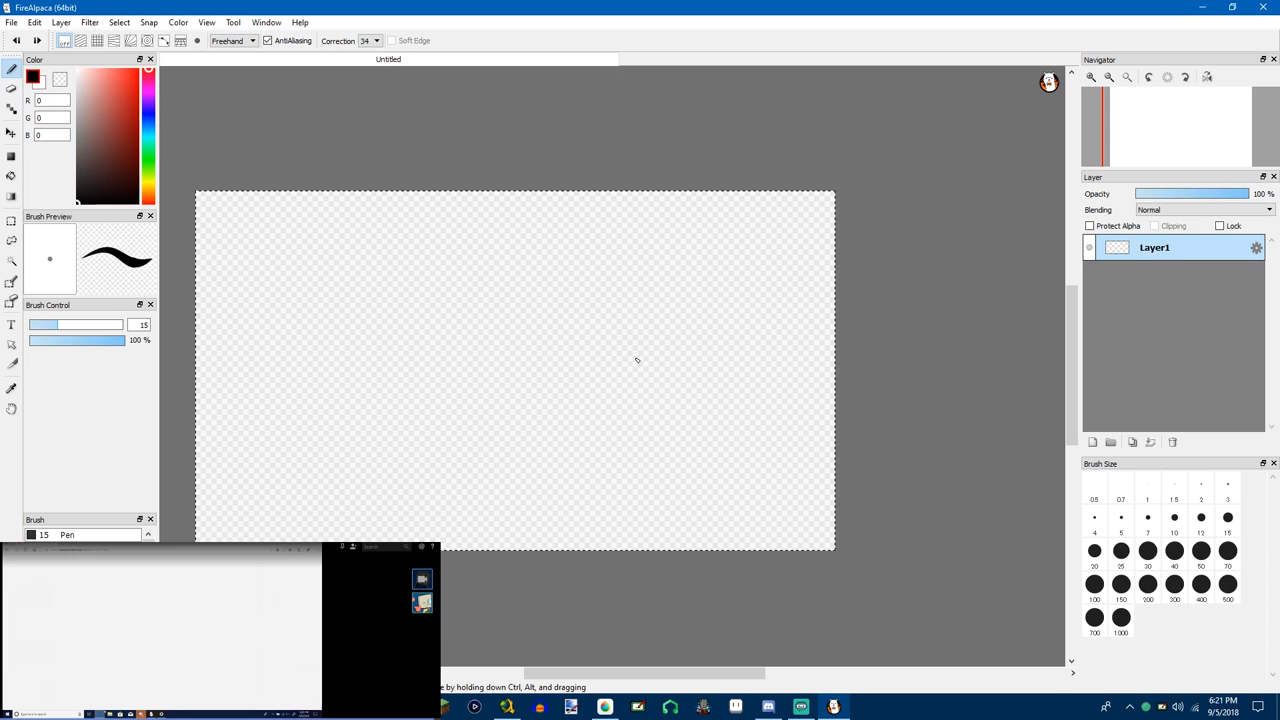 FireAlpaca (64bit)
File Edit Layer Filter Select Snap Color View Tool Window Help
off Freehand AntiAliasing Correction 34 Soft Edge
Untitled
Color
R 0
G 0
B 0
Brush Preview
Brush Control
15
100 %
Brush
15 Pen
Search
Navigator
Layer
Opacity 100 %
Blending Normal
Protect Alpha Clipping Lock
Layer1
Brush Size
0.5 0.7 1 1.5 2 3
4 5 7 10 12 15
20 25 30 40 50 70
100 150 200 300 400 500
700 1000
e by holding down Ctrl, Alt, and dragging
6:21 PM
9/5/2018